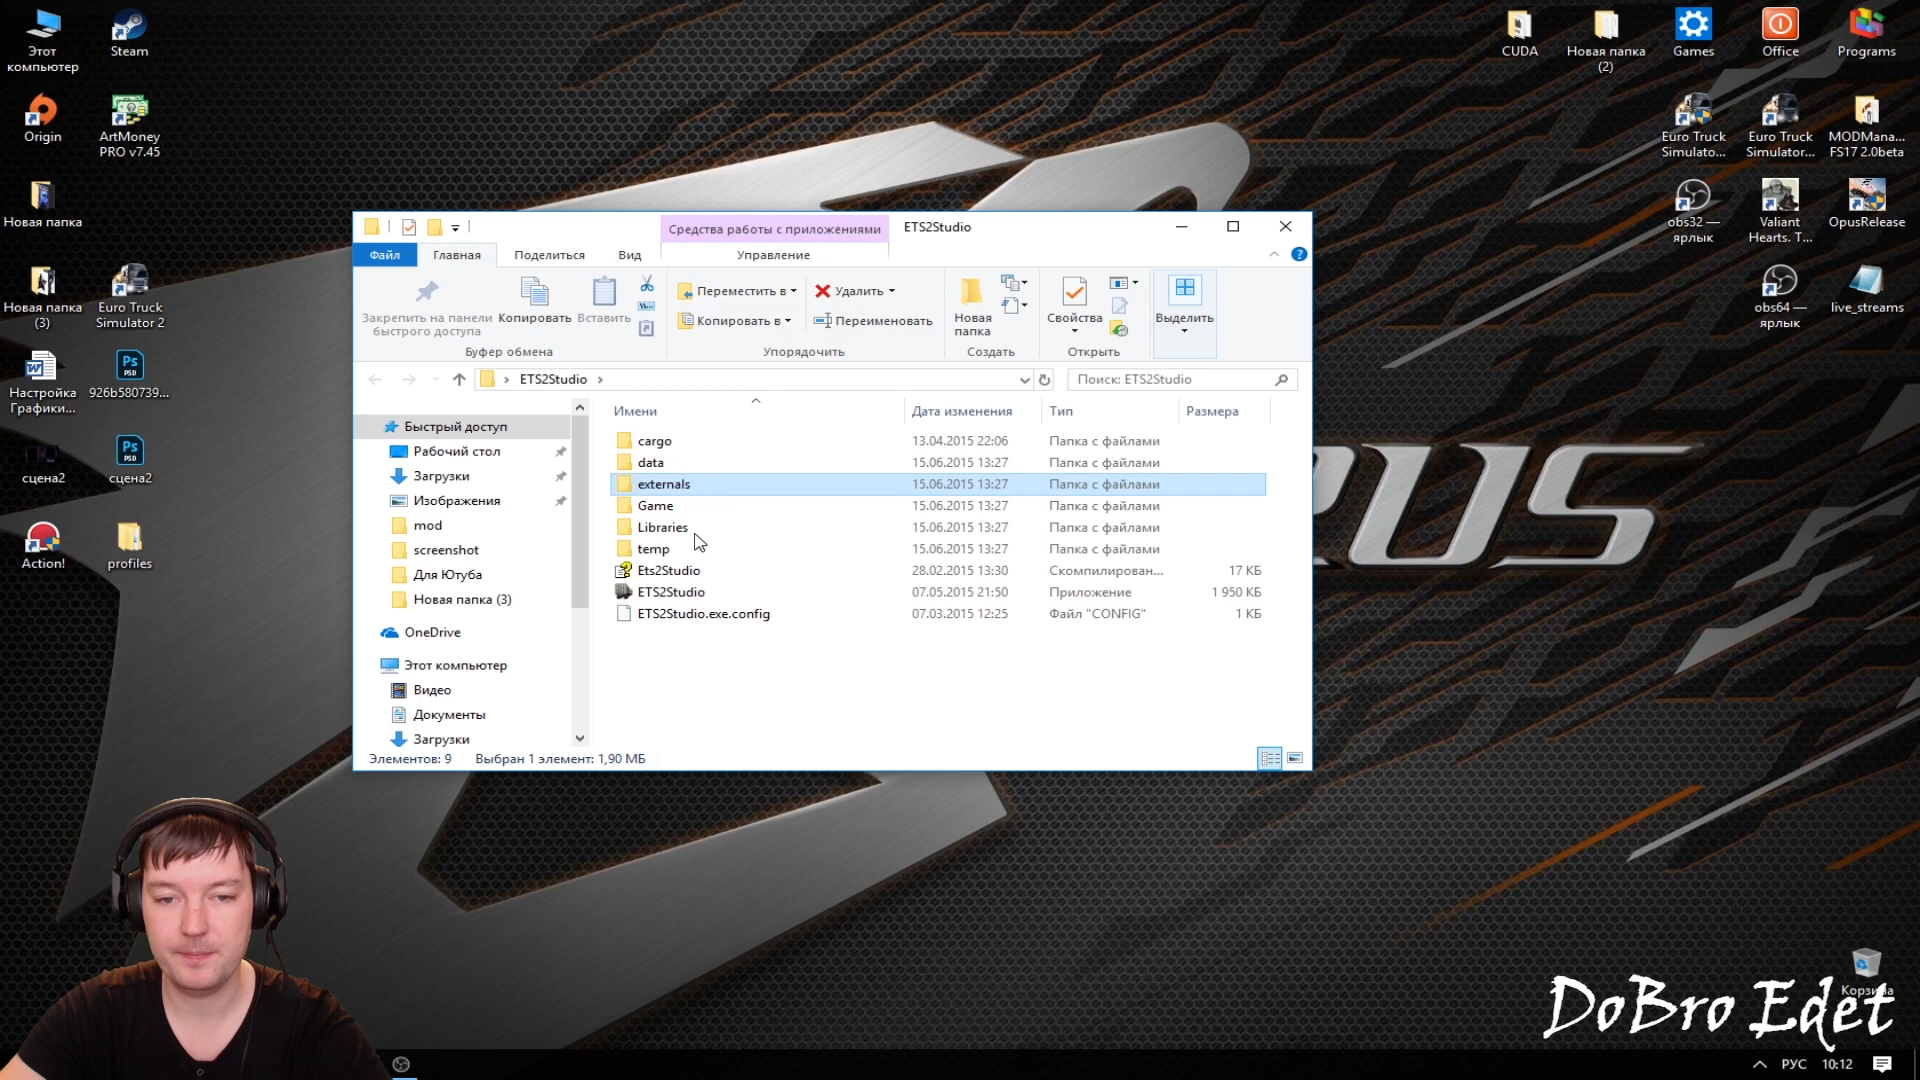 Этот
компьютер
Steam
Origin
ArtMoney
PRO v7.45
Новая папка
Новая папка
(3)
Euro Truck
Simulator 2
Настройка
Графики...
926b580739...
сцена2
сцена2
Action!
profiles
CUDA
Новая папка
(2)
Games
Office
Programs
Euro Truck
Simulato...
Euro Truck
Simulator...
MODMana...
FS17 2.0beta
obs32 —
ярлык
Valiant
Hearts. T...
OpusRelease
obs64 —
ярлык
live_streams
Средства работы с приложениями
ETS2Studio
Файл
Главная
Поделиться
Вид
Управление
Закрепить на панели
быстрого доступа
Копировать
Вставить
Переместить в
Копировать в
Удалить
Переименовать
Новая
папка
Свойства
Выделить
Буфер обмена
Упорядочить
Создать
Открыть
ETS2Studio
Поиск: ETS2Studio
Быстрый доступ
Рабочий стол
Загрузки
Изображения
mod
screenshot
Для Ютуба
Новая папка (3)
OneDrive
Этот компьютер
Видео
Документы
Загрузки
Имени Дата изменения Тип Размера
cargo 13.04.2015 22:06 Папка с файлами
data 15.06.2015 13:27 Папка с файлами
externals 15.06.2015 13:27 Папка с файлами
Game 15.06.2015 13:27 Папка с файлами
Libraries 15.06.2015 13:27 Папка с файлами
temp 15.06.2015 13:27 Папка с файлами
Ets2Studio 28.02.2015 13:30 Скомпилирован... 17 КБ
ETS2Studio 07.05.2015 21:50 Приложение 1 950 КБ
ETS2Studio.exe.config 07.03.2015 12:25 Файл "CONFIG" 1 КБ
Элементов: 9 Выбран 1 элемент: 1,90 МБ
RUS
Корзина
DoBro Edet
РУС 10:12